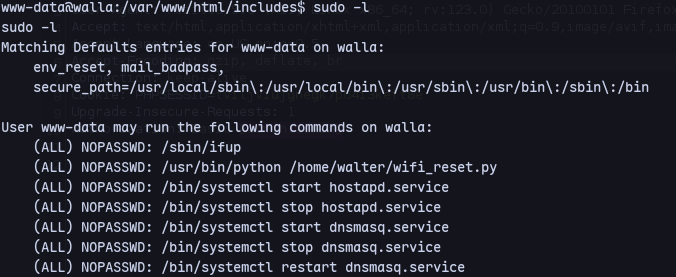 www-data@walla:/var/www/html/includes$ sudo -l
sudo -l
Matching Defaults entries for www-data on walla:
    env_reset, mail_badpass,
    secure_path=/usr/local/sbin\:/usr/local/bin\:/usr/sbin\:/usr/bin\:/sbin\:/bin

User www-data may run the following commands on walla:
    (ALL) NOPASSWD: /sbin/ifup
    (ALL) NOPASSWD: /usr/bin/python /home/walter/wifi_reset.py
    (ALL) NOPASSWD: /bin/systemctl start hostapd.service
    (ALL) NOPASSWD: /bin/systemctl stop hostapd.service
    (ALL) NOPASSWD: /bin/systemctl start dnsmasq.service
    (ALL) NOPASSWD: /bin/systemctl stop dnsmasq.service
    (ALL) NOPASSWD: /bin/systemctl restart dnsmasq.service